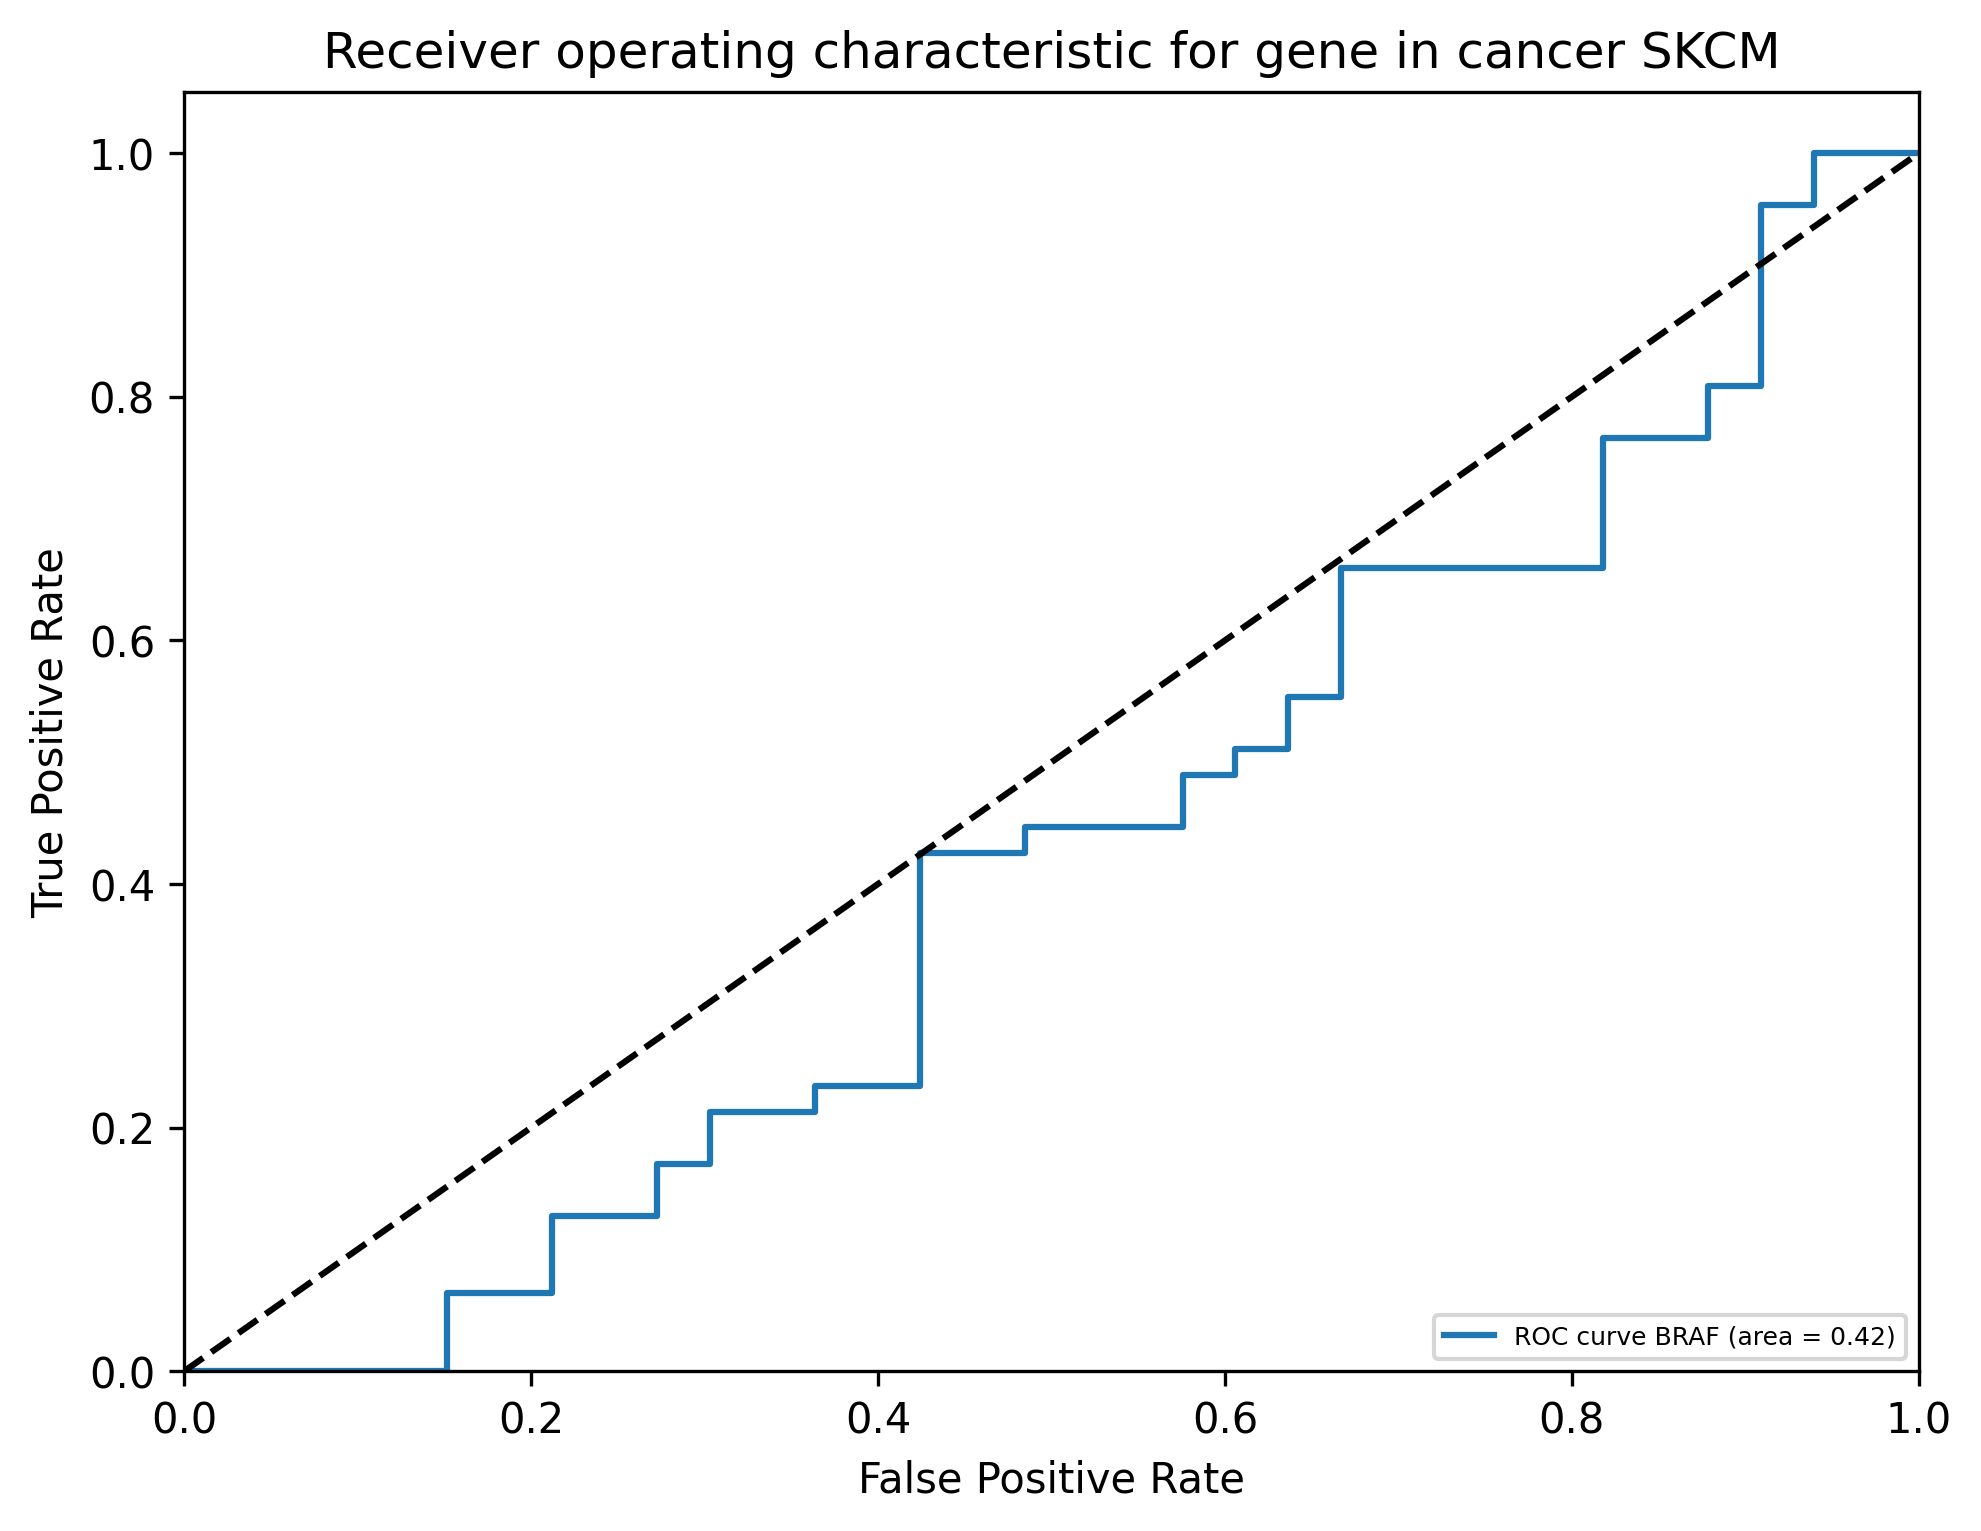 Receiver operating characteristic for gene in cancer SKCM
True Positive Rate
1.0
0.8
0.6
0.4
0.2
0.0
ROC curve BRAF (area = 0.42)
0.0 0.2 0.4 0.6 0.8 1.0
False Positive Rate